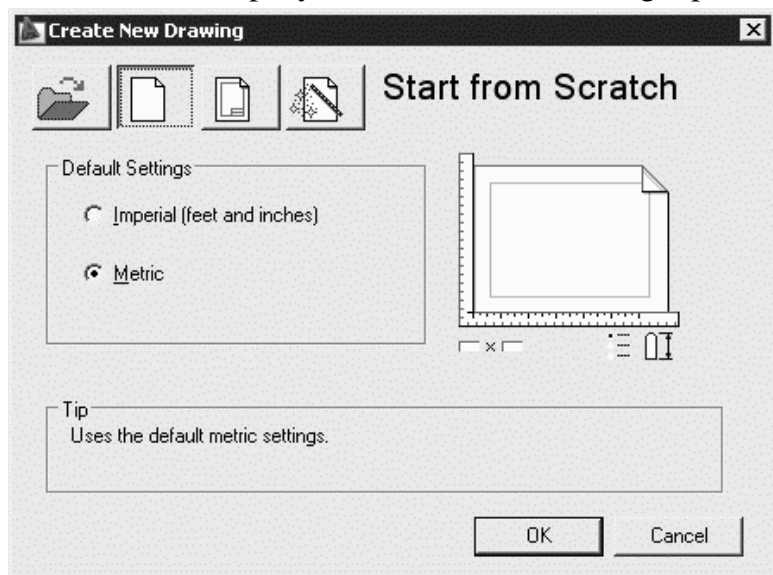 Create New Drawing
Start from Scratch
Default Settings
Imperial (feet and inches)
Metric
Tip
Uses the default metric settings.
OK
Cancel